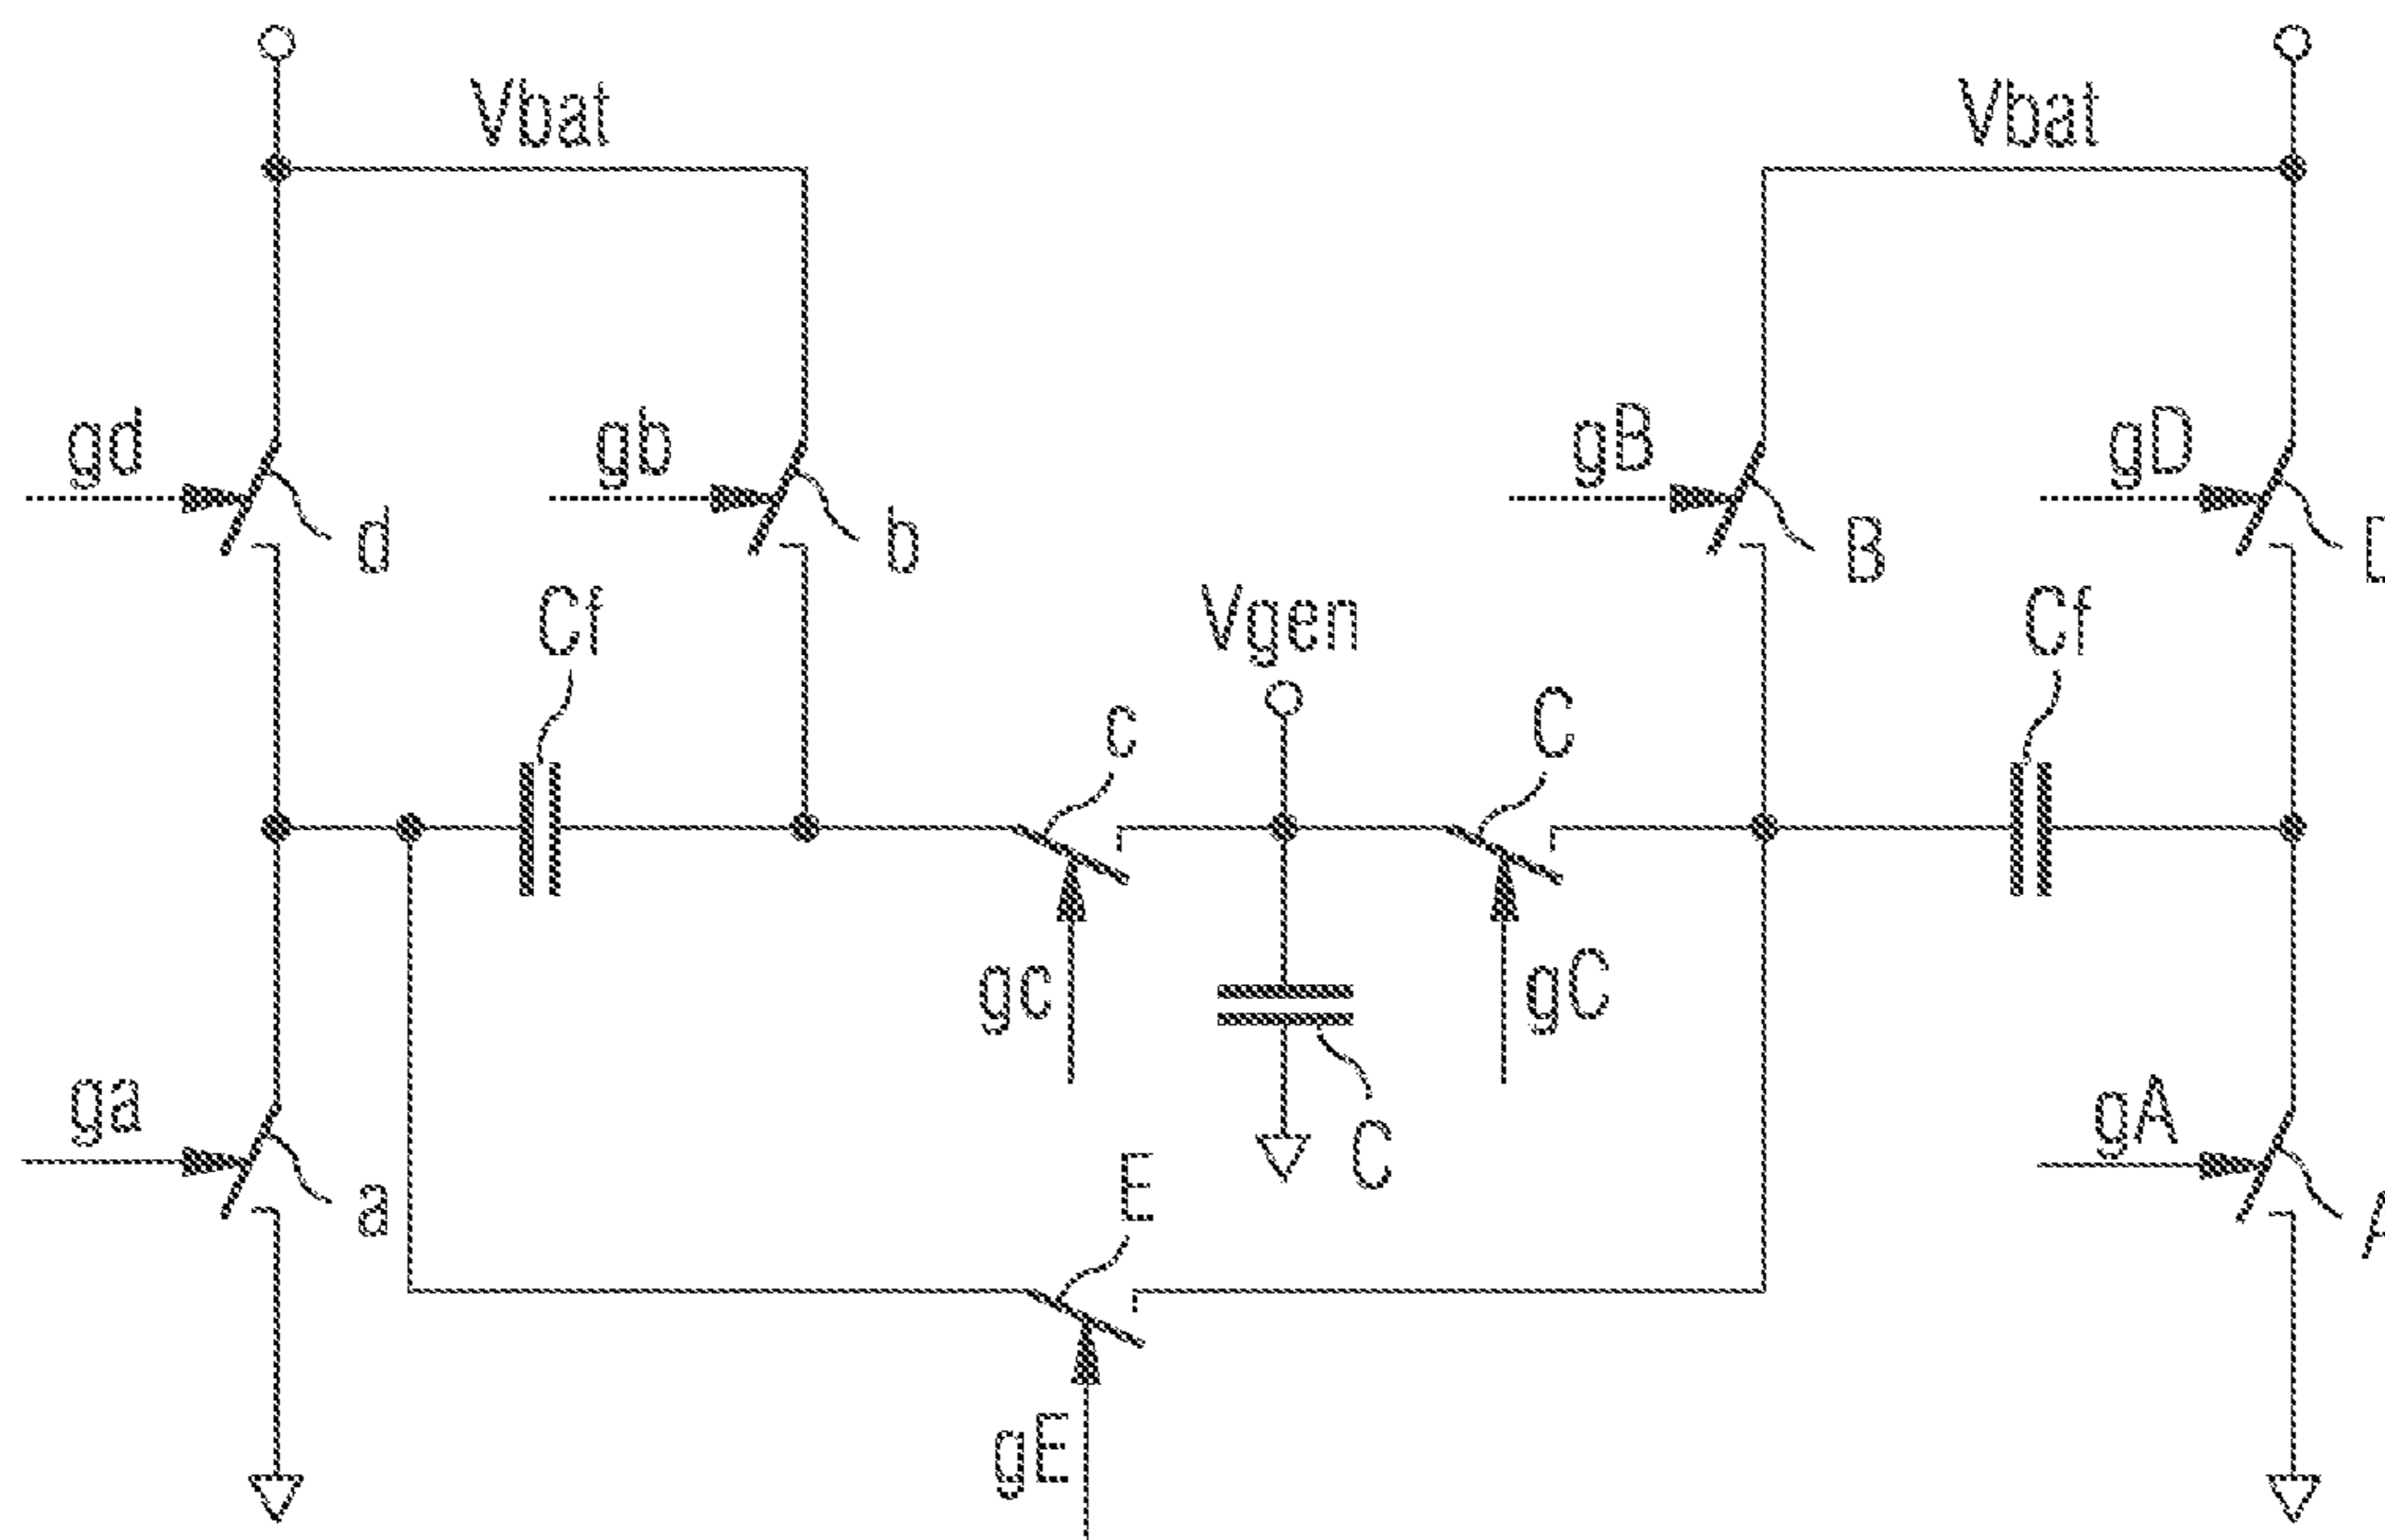 Vbat Vbat
gd gb gB gD
d b B D
Cf Vgen Cf
c C
gc gC
ga C gA
a E A
gE